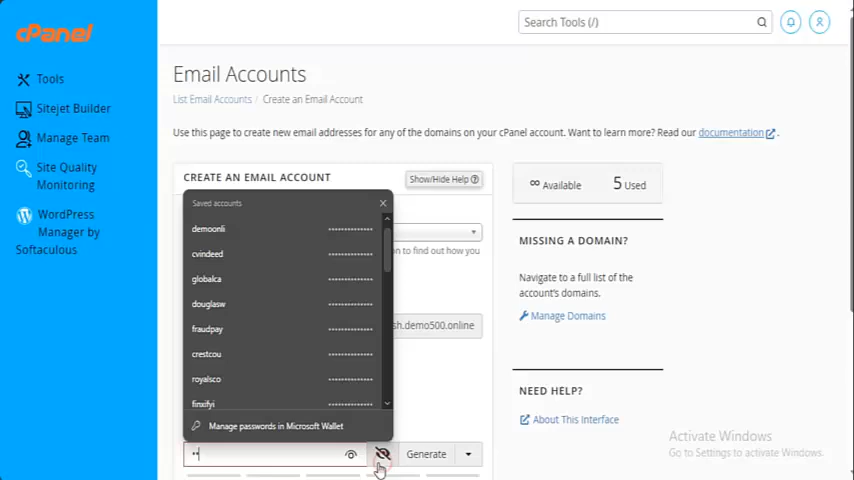 cPanel
Search Tools (/)
Tools
Sitejet Builder
Manage Team
Site Quality
Monitoring
WordPress
Manager by
Softaculous
Email Accounts
List Email Accounts / Create an Email Account
Use this page to create new email addresses for any of the domains on your cPanel account. Want to learn more? Read our documentation.
CREATE AN EMAIL ACCOUNT
Show/Hide Help
Saved accounts
demoonli ••••••••••••••
cvindeed ••••••••••••••
globalca ••••••••••••••
douglasw ••••••••••••••
fraudpay ••••••••••••••
crestcou ••••••••••••••
royalsco ••••••••••••••
finxifyi ••••••••••••••
Manage passwords in Microsoft Wallet
on to find out how you
sh.demo500.online
••
Generate
∞ Available 5 Used
MISSING A DOMAIN?
Navigate to a full list of the
account's domains.
Manage Domains
NEED HELP?
About This Interface
Activate Windows
Go to Settings to activate Windows.